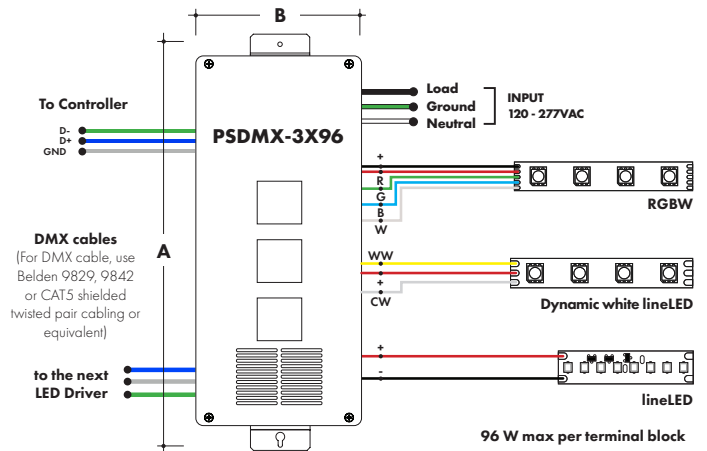 B
To Controller
D-
D+
GND
PSDMX-3X96
Load
Ground
Neutral
INPUT
120 - 277VAC
+
R
G
B
W
RGBW
A
DMX cables
(For DMX cable, use
Belden 9829, 9842
or CAT5 shielded
twisted pair cabling or
equivalent)
WW
+
CW
Dynamic white lineLED
to the next
LED Driver
+
-
lineLED
96 W max per terminal block